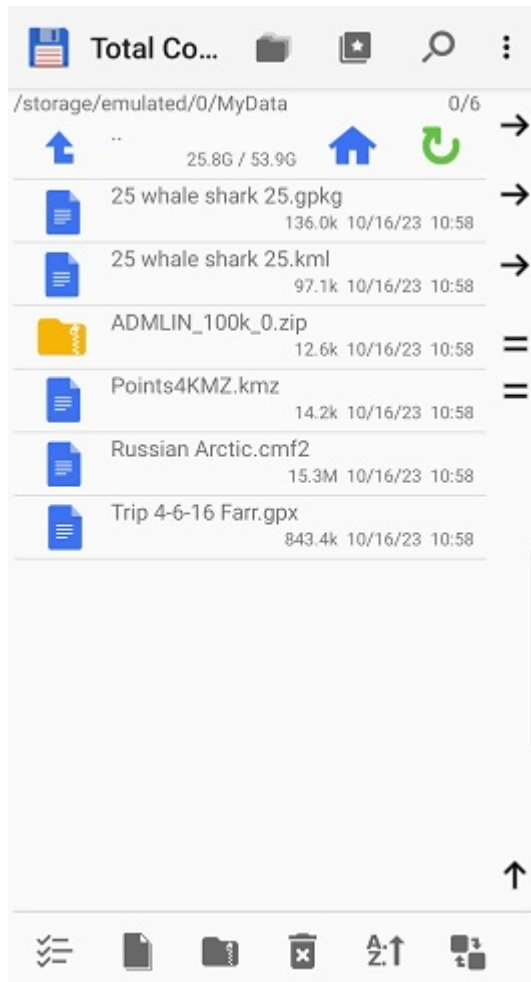 Total Co...
/storage/emulated/0/MyData 0/6
..
25.8G / 53.9G
25 whale shark 25.gpkg
136.0k 10/16/23 10:58
25 whale shark 25.kml
97.1k 10/16/23 10:58
ADMLIN_100k_0.zip
12.6k 10/16/23 10:58
Points4KMZ.kmz
14.2k 10/16/23 10:58
Russian Arctic.cmf2
15.3M 10/16/23 10:58
Trip 4-6-16 Farr.gpx
843.4k 10/16/23 10:58
A.
Z.